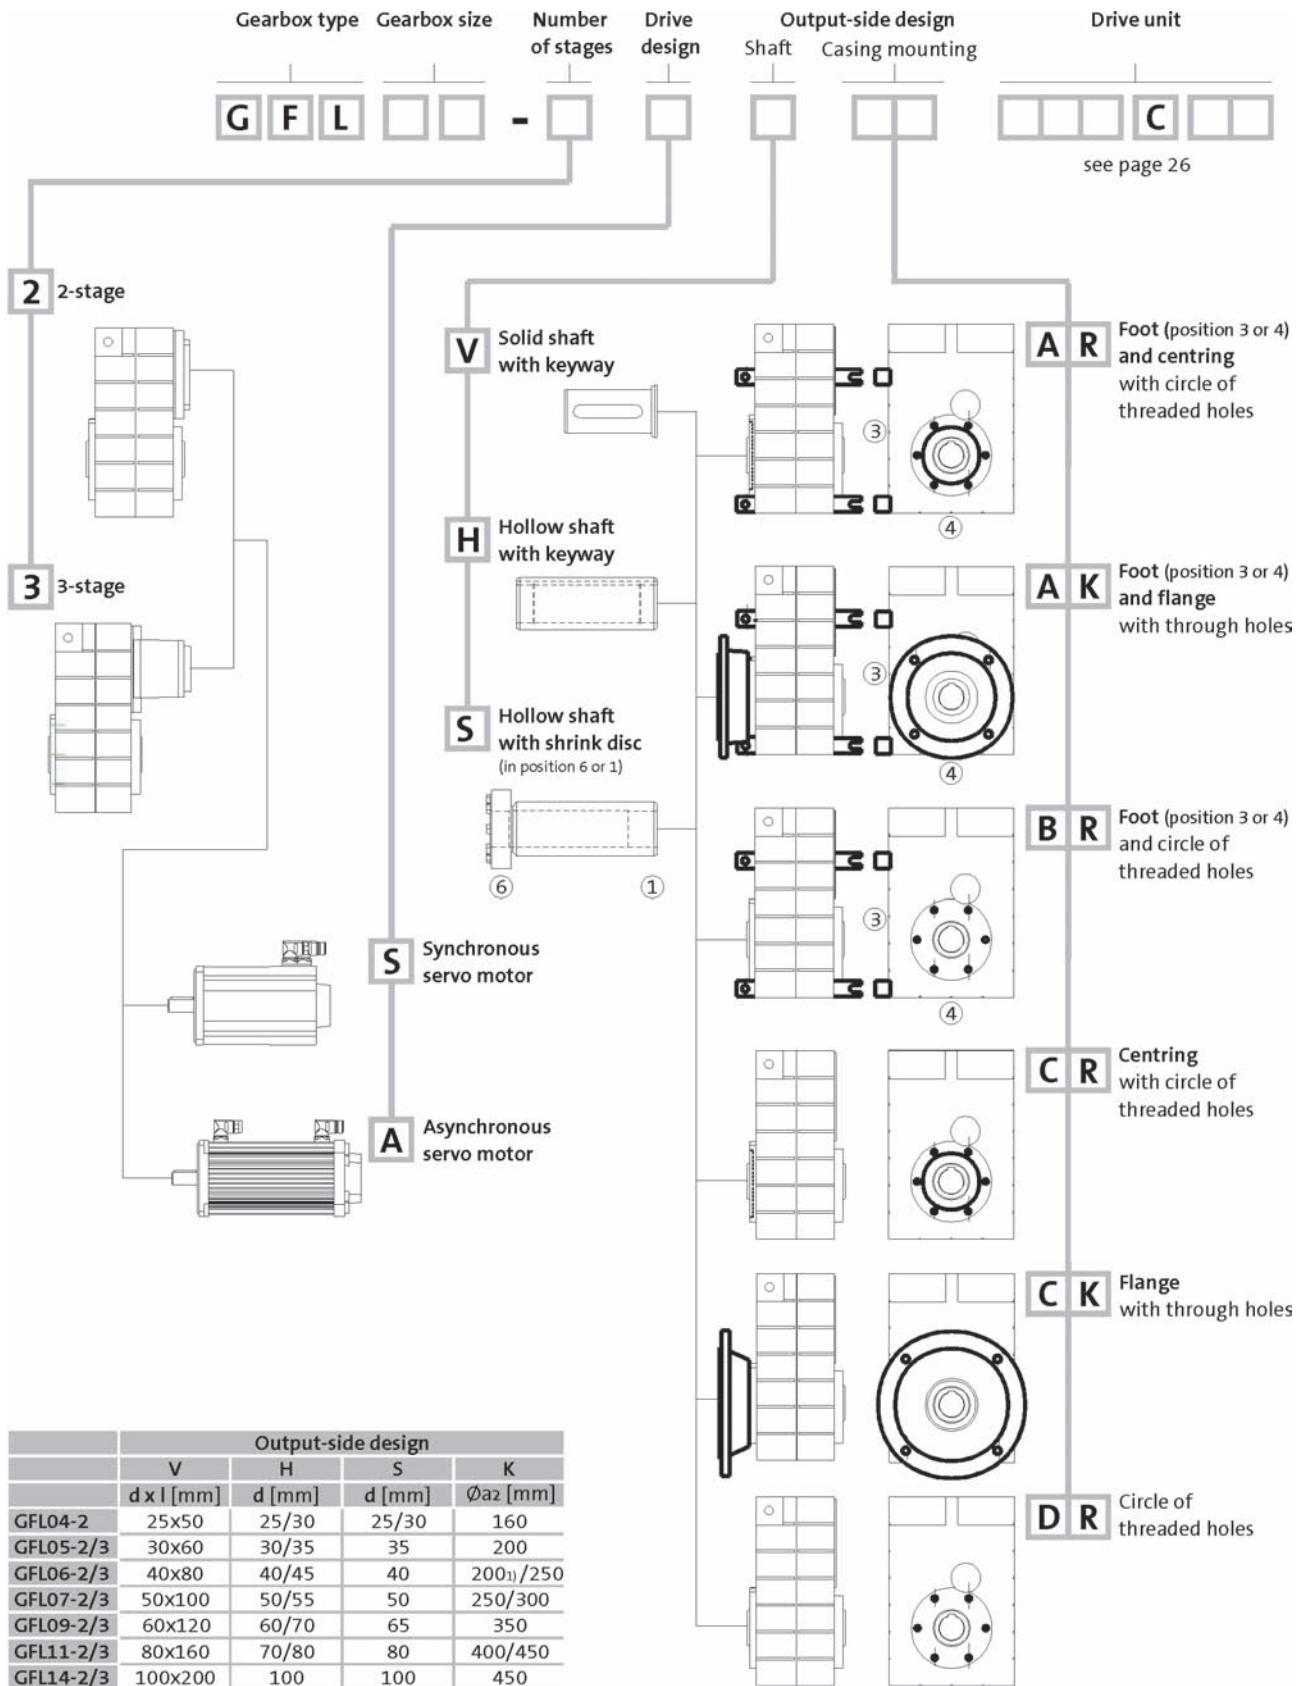 Gearbox type Gearbox size Number of stages Drive design Output-side design Drive unit
Shaft Casing mounting
G F L - C
see page 26
2 2-stage
3 3-stage
V Solid shaft
with keyway
H Hollow shaft
with keyway
S Hollow shaft
with shrink disc
(in position 6 or 1)
6 1
S Synchronous
servo motor
A Asynchronous
servo motor
A R Foot (position 3 or 4)
and centring
with circle of
threaded holes
3
4
A K Foot (position 3 or 4)
and flange
with through holes
3
4
B R Foot (position 3 or 4)
and circle of
threaded holes
3
4
C R Centring
with circle of
threaded holes
C K Flange
with through holes
D R Circle of
threaded holes
Output-side design
V H S K
d x l [mm] d [mm] d [mm] Øa2 [mm]
GFL04-2 25x50 25/30 25/30 160
GFL05-2/3 30x60 30/35 35 200
GFL06-2/3 40x80 40/45 40 2001)/250
GFL07-2/3 50x100 50/55 50 250/300
GFL09-2/3 60x120 60/70 65 350
GFL11-2/3 80x160 70/80 80 400/450
GFL14-2/3 100x200 100 100 450